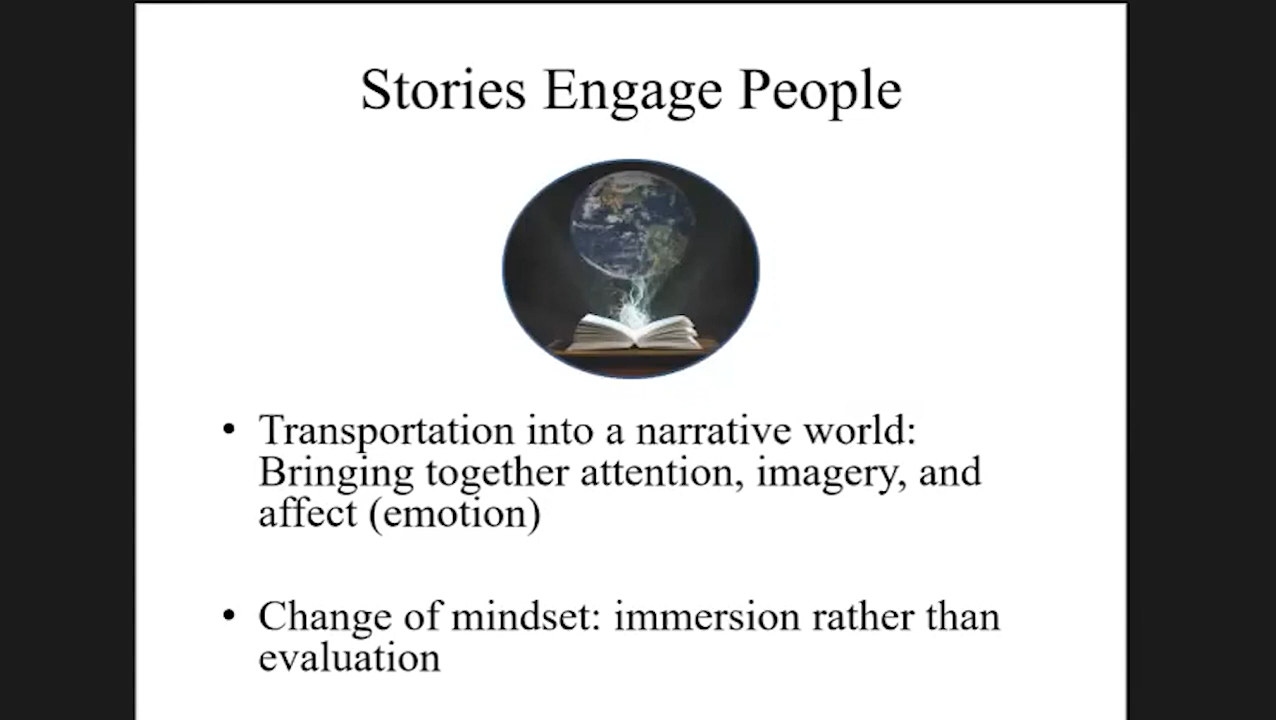 Stories Engage People
• Transportation into a narrative world:
Bringing together attention, imagery, and
affect (emotion)
• Change of mindset: immersion rather than
evaluation